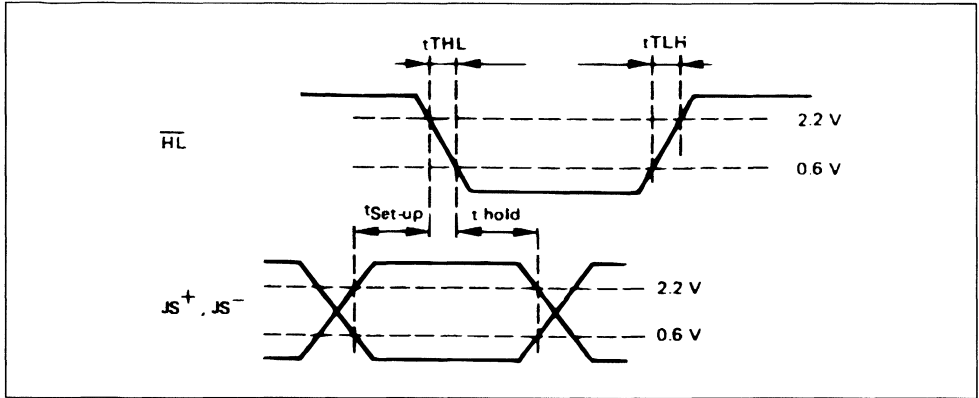 tTHL
tTLH
HL
2.2 V
0.6 V
tSet-up
t hold
JS+ , JS-
2.2 V
0.6 V